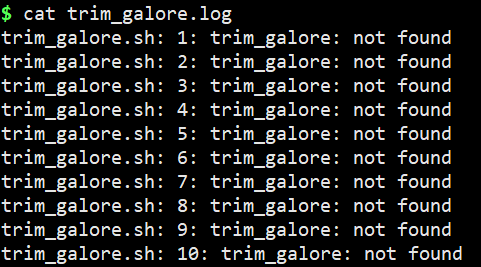 $ cat trim_galore.log
trim_galore.sh: 1: trim_galore: not found
trim_galore.sh: 2: trim_galore: not found
trim_galore.sh: 3: trim_galore: not found
trim_galore.sh: 4: trim_galore: not found
trim_galore.sh: 5: trim_galore: not found
trim_galore.sh: 6: trim_galore: not found
trim_galore.sh: 7: trim_galore: not found
trim_galore.sh: 8: trim_galore: not found
trim_galore.sh: 9: trim_galore: not found
trim_galore.sh: 10: trim_galore: not found